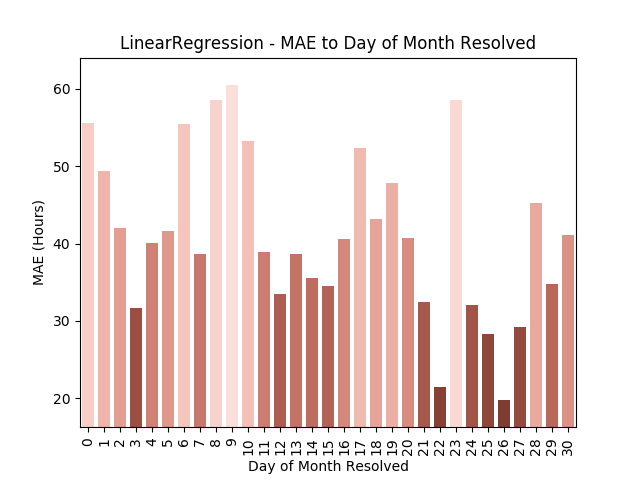 LinearRegression - MAE to Day of Month Resolved
MAE (Hours)
60
50
40
30
20
0 1 2 3 4 5 6 7 8 9 10 11 12 13 14 15 16 17 18 19 20 21 22 23 24 25 26 27 28 29 30
Day of Month Resolved